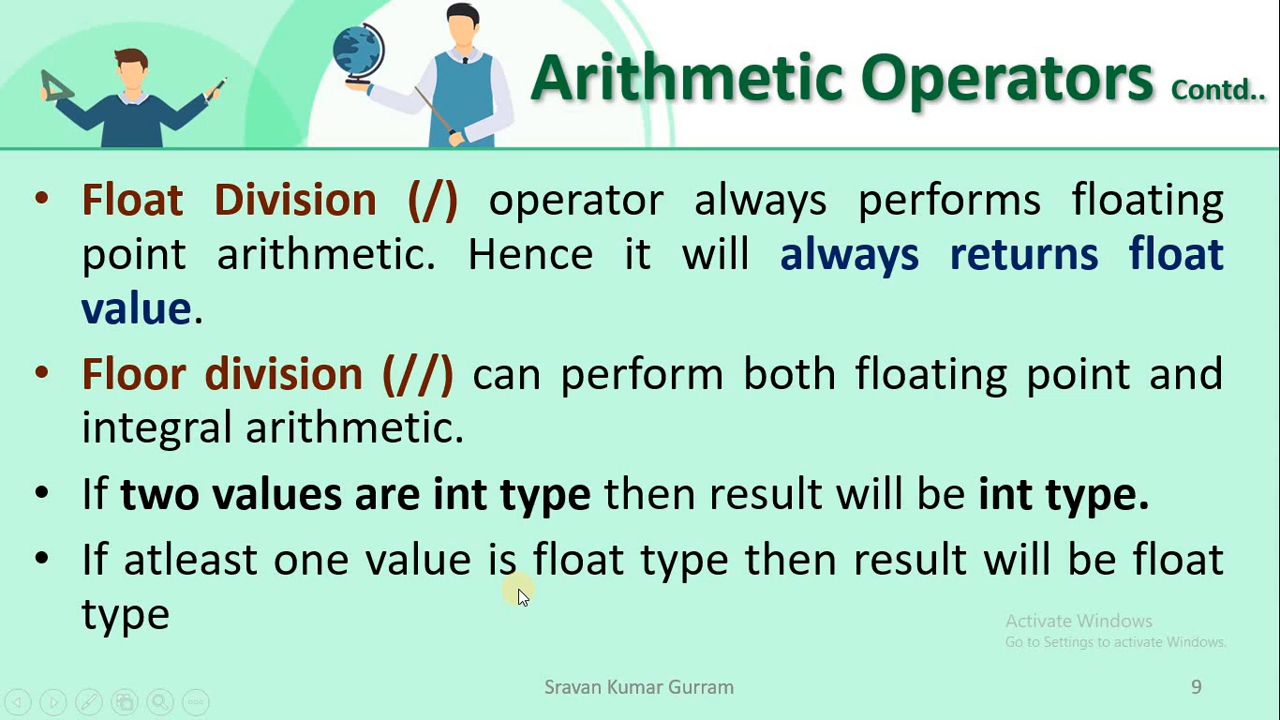 Arithmetic Operators Contd..
• Float Division (/) operator always performs floating
point arithmetic. Hence it will always returns float
value.
• Floor division (//) can perform both floating point and
integral arithmetic.
• If two values are int type then result will be int type.
• If atleast one value is float type then result will be float
type
Activate Windows
Go to Settings to activate Windows.
Sravan Kumar Gurram
9